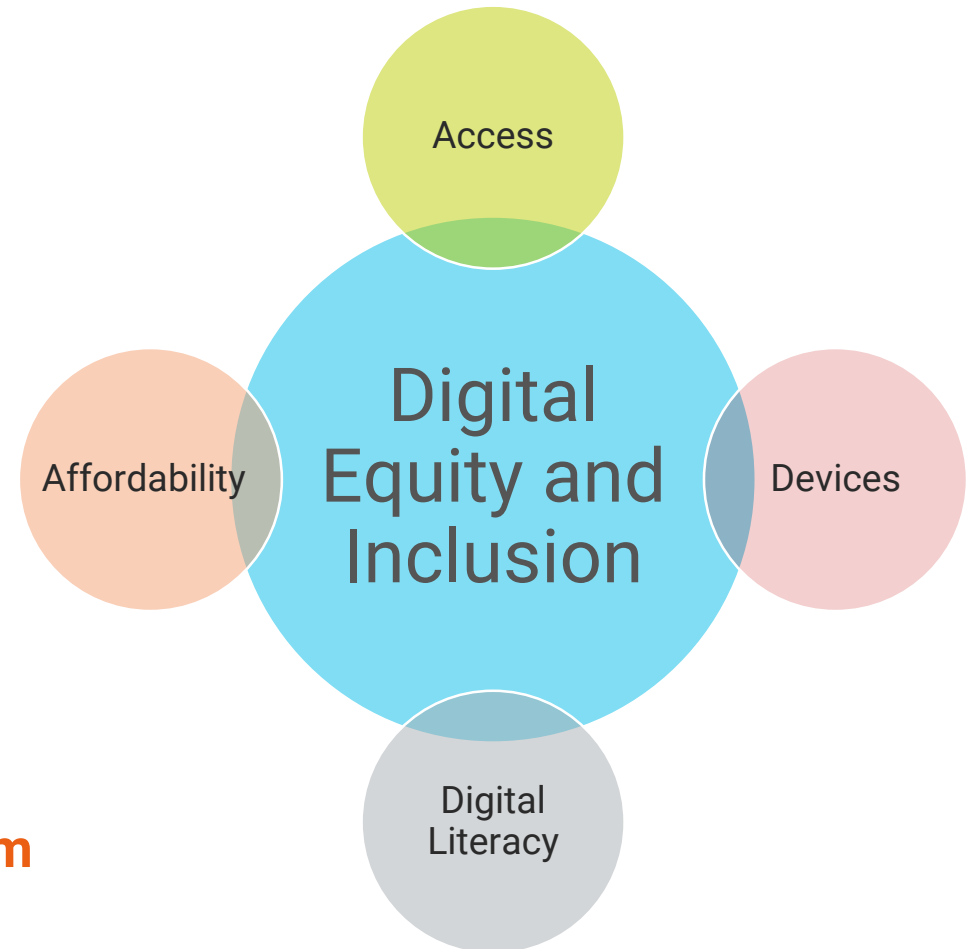 Access
Affordability
Digital
Equity and
Inclusion
Devices
Digital
Literacy
m